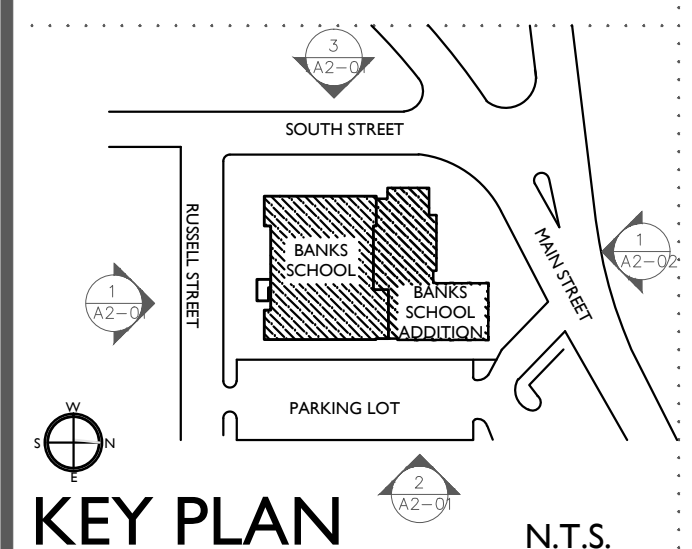 3
A2-01
SOUTH STREET
RUSSELL STREET
BANKS
SCHOOL
BANKS
SCHOOL
ADDITION
MAIN STREET
1
A2-02
1
A2-01
PARKING LOT
W
S
N
E
2
A2-01
KEY PLAN
N.T.S.